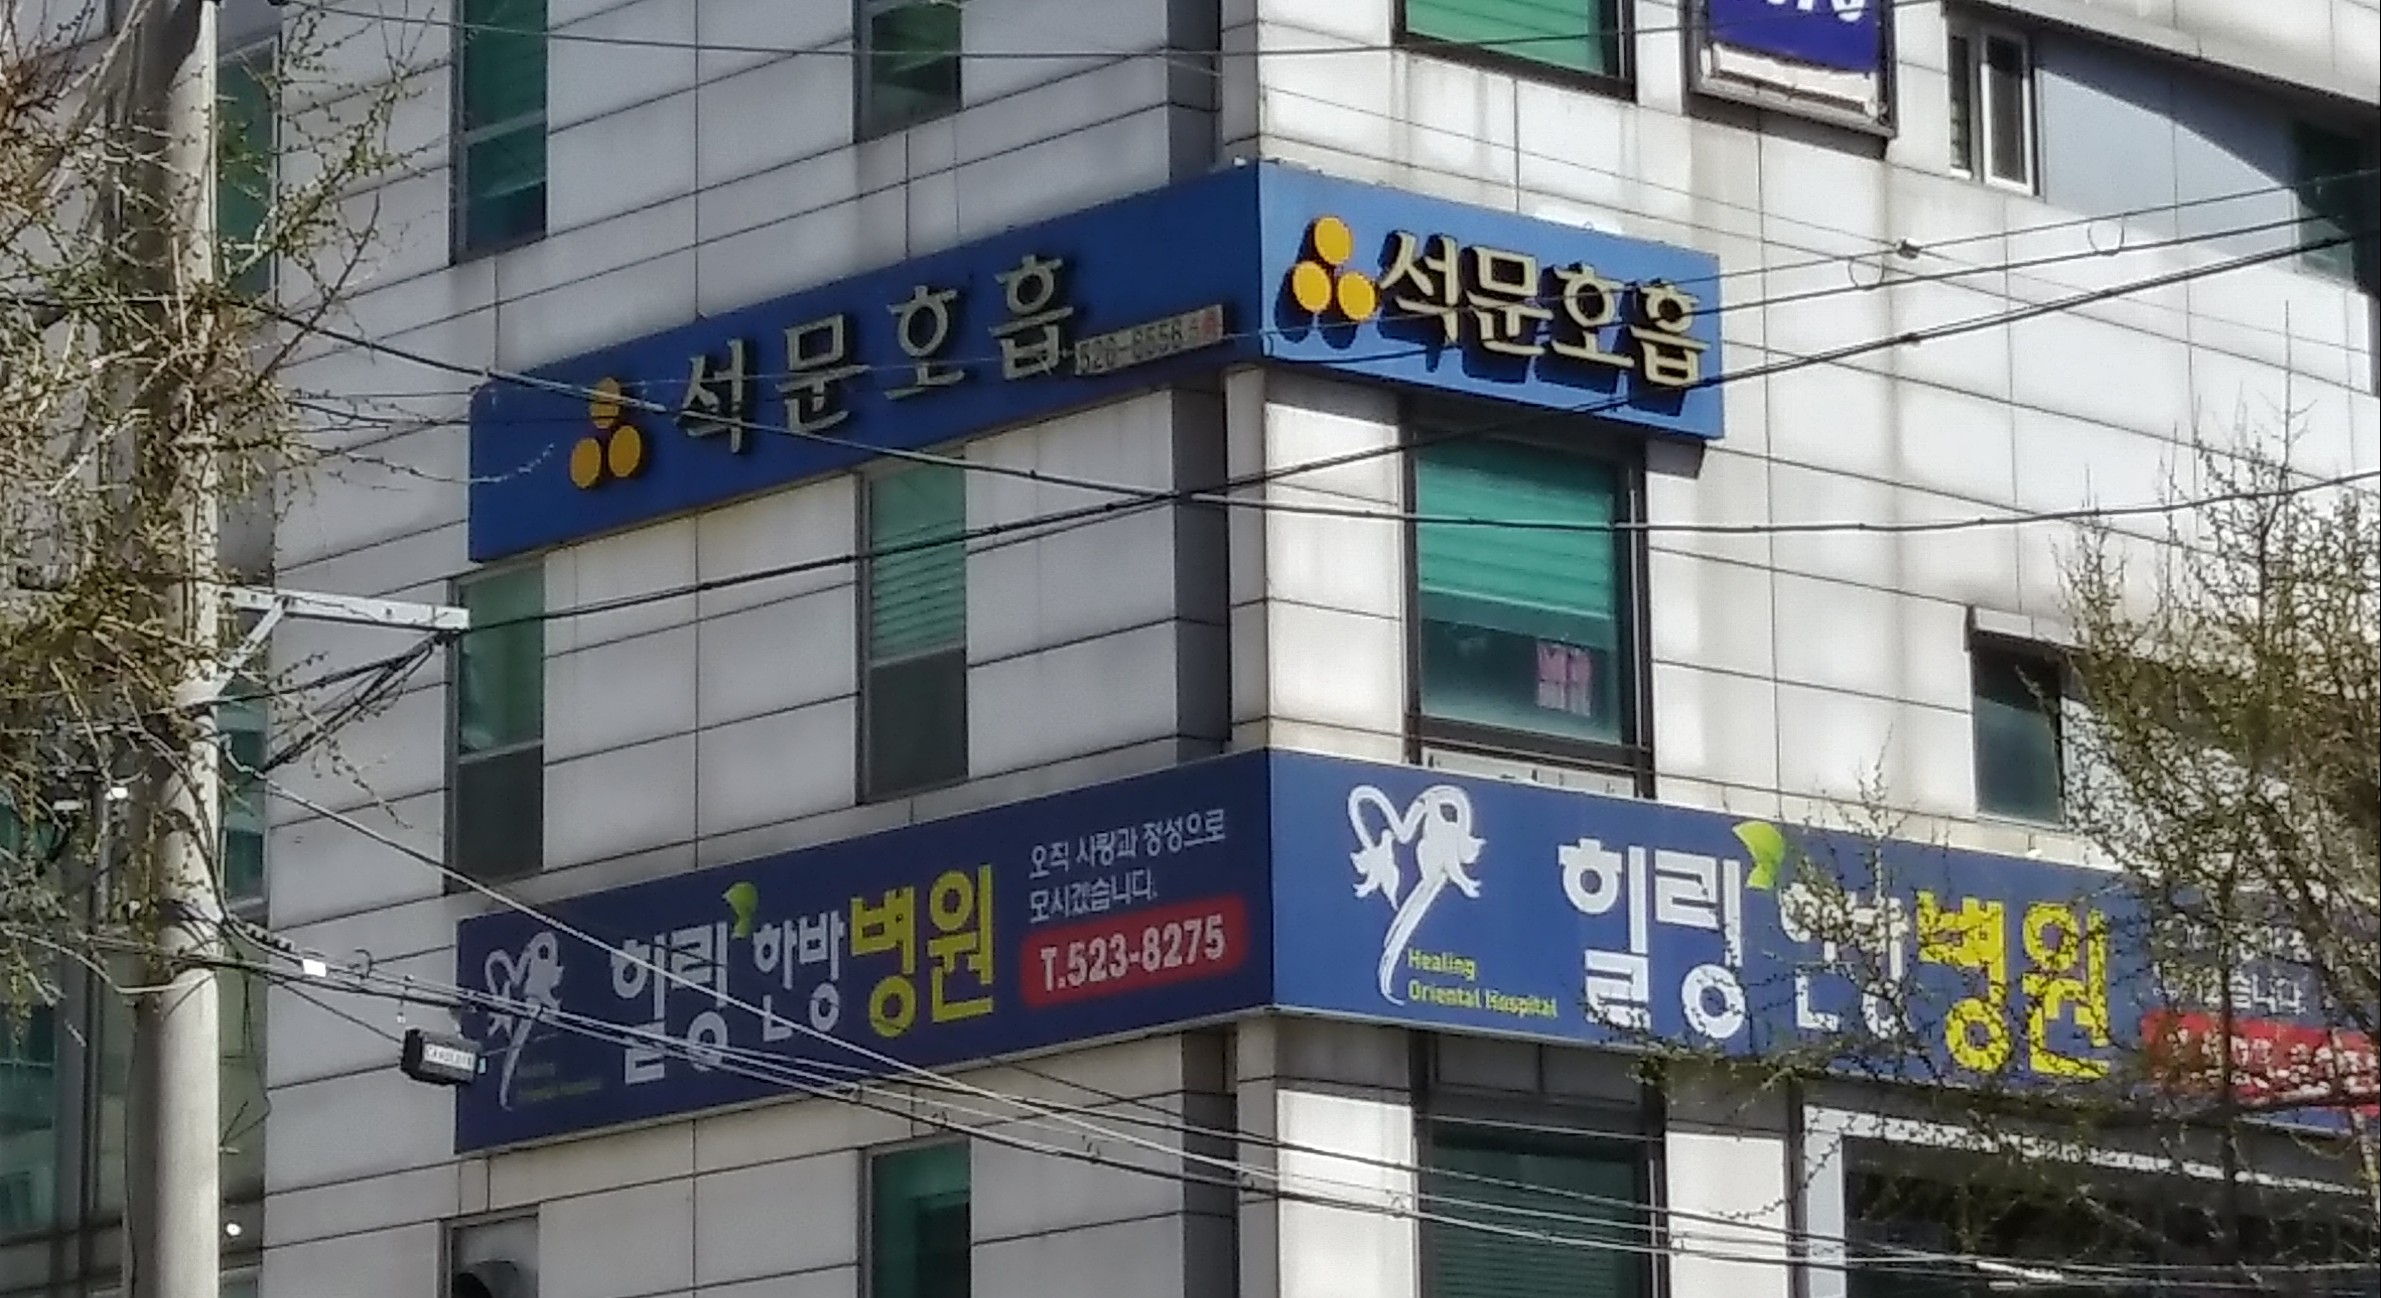 석문호흡
석문호흡
힐링한방병원
오직 사랑과 정성으로
모시겠습니다.
T.523-8275
Healing
Oriental Hospital
힐링한방병원